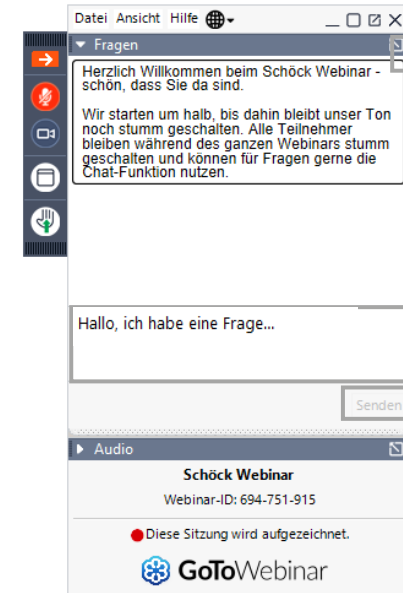 Datei Ansicht Hilfe
Fragen
Herzlich Willkommen beim Schöck Webinar -
schön, dass Sie da sind.
Wir starten um halb, bis dahin bleibt unser Ton
noch stumm geschalten. Alle Teilnehmer
bleiben während des ganzen Webinars stumm
geschalten und können für Fragen gerne die
Chat-Funktion nutzen.
Hallo, ich habe eine Frage...
Senden
Audio
Schöck Webinar
Webinar-ID: 694-751-915
Diese Sitzung wird aufgezeichnet.
GoToWebinar